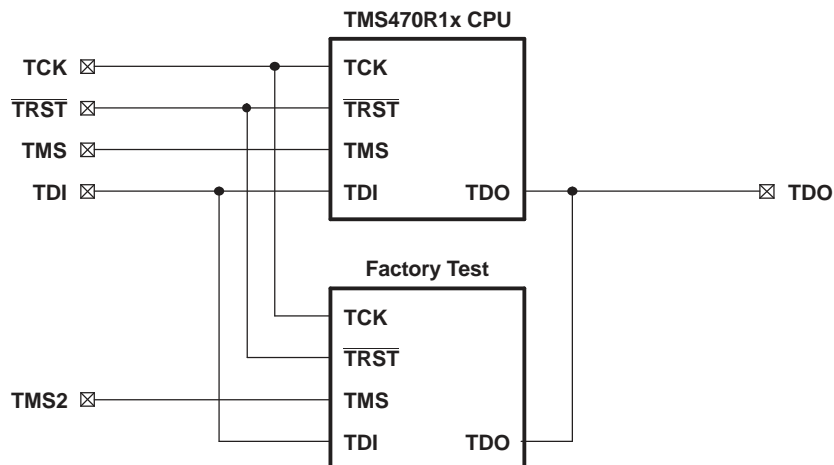 TMS470R1x CPU
TCK
TCK
TRST
TRST
TMS
TMS
TDI
TDI
TDO
TDO
Factory Test
TCK
TRST
TMS2
TMS
TDI
TDO